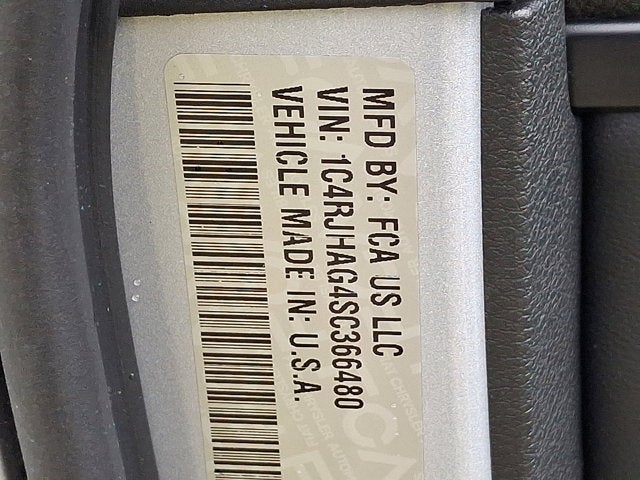 MFD BY: FCA US LLC
VIN: 1C4RJHAG4SC366480
VEHICLE MADE IN: U.S.A.